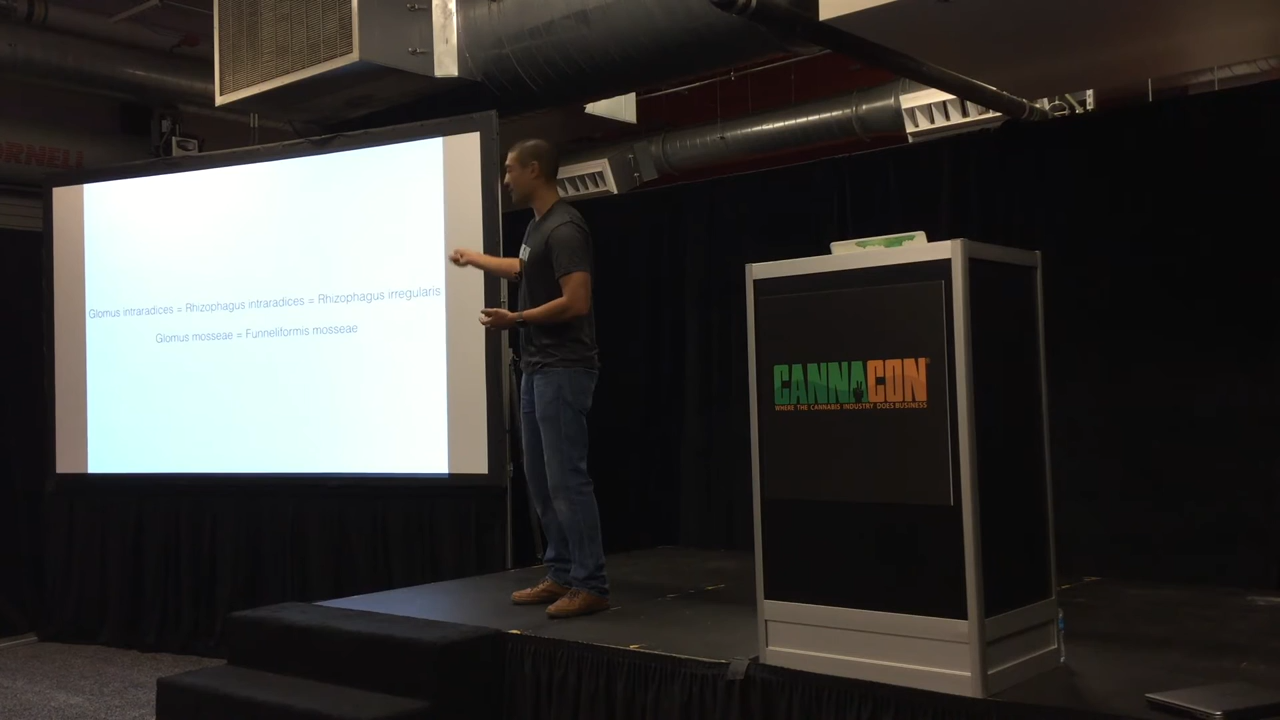 Glomus intraradices = Rhizophagus intraradices = Rhizophagus irregularis
Glomus mosseae = Funneliformis mosseae
CANNACON®
WHERE THE CANNABIS INDUSTRY DOES BUSINESS